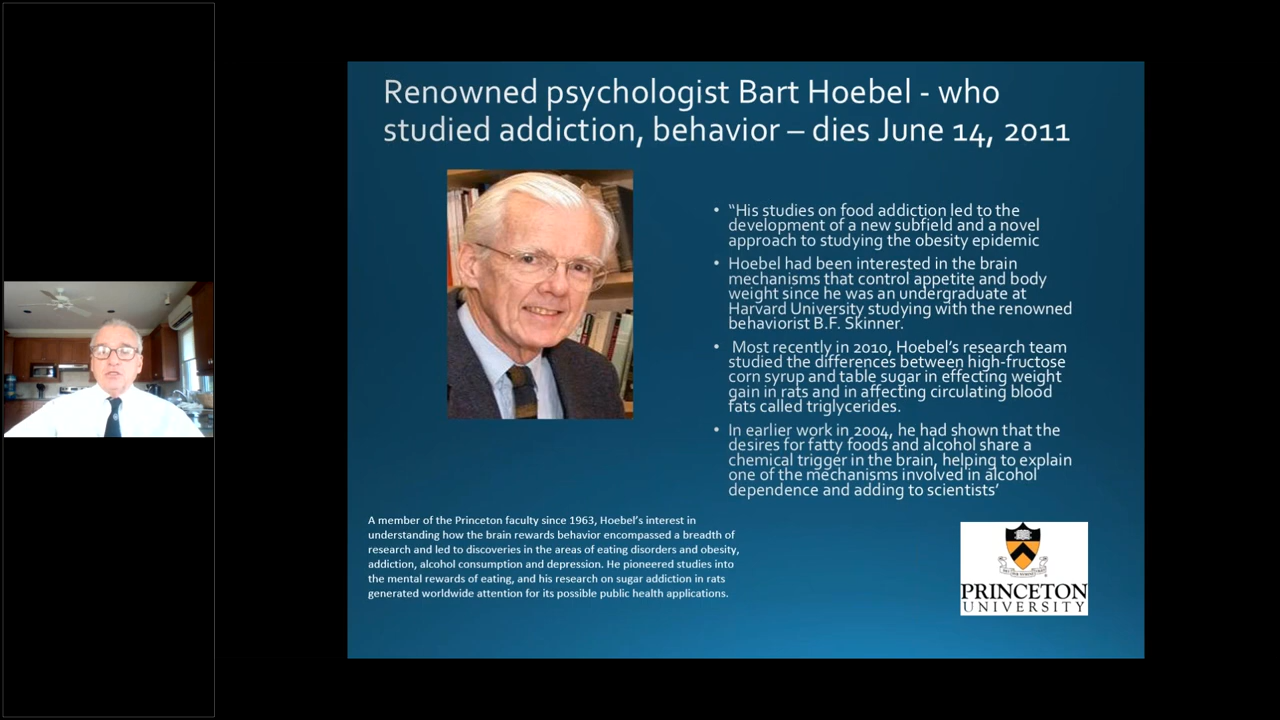 Renowned psychologist Bart Hoebel - who
studied addiction, behavior – dies June 14, 2011
• “His studies on food addiction led to the
development of a new subfield and a novel
approach to studying the obesity epidemic
• Hoebel had been interested in the brain
mechanisms that control appetite and body
weight since he was an undergraduate at
Harvard University studying with the renowned
behaviorist B.F. Skinner.
• Most recently in 2010, Hoebel’s research team
studied the differences between high-fructose
corn syrup and table sugar in effecting weight
gain in rats and in affecting circulating blood
fats called triglycerides.
• In earlier work in 2004, he had shown that the
desires for fatty foods and alcohol share a
chemical trigger in the brain, helping to explain
one of the mechanisms involved in alcohol
dependence and adding to scientists’
A member of the Princeton faculty since 1963, Hoebel’s interest in
understanding how the brain rewards behavior encompassed a breadth of
research and led to discoveries in the areas of eating disorders and obesity,
addiction, alcohol consumption and depression. He pioneered studies into
the mental rewards of eating, and his research on sugar addiction in rats
generated worldwide attention for its possible public health applications.
PRINCETON
UNIVERSITY